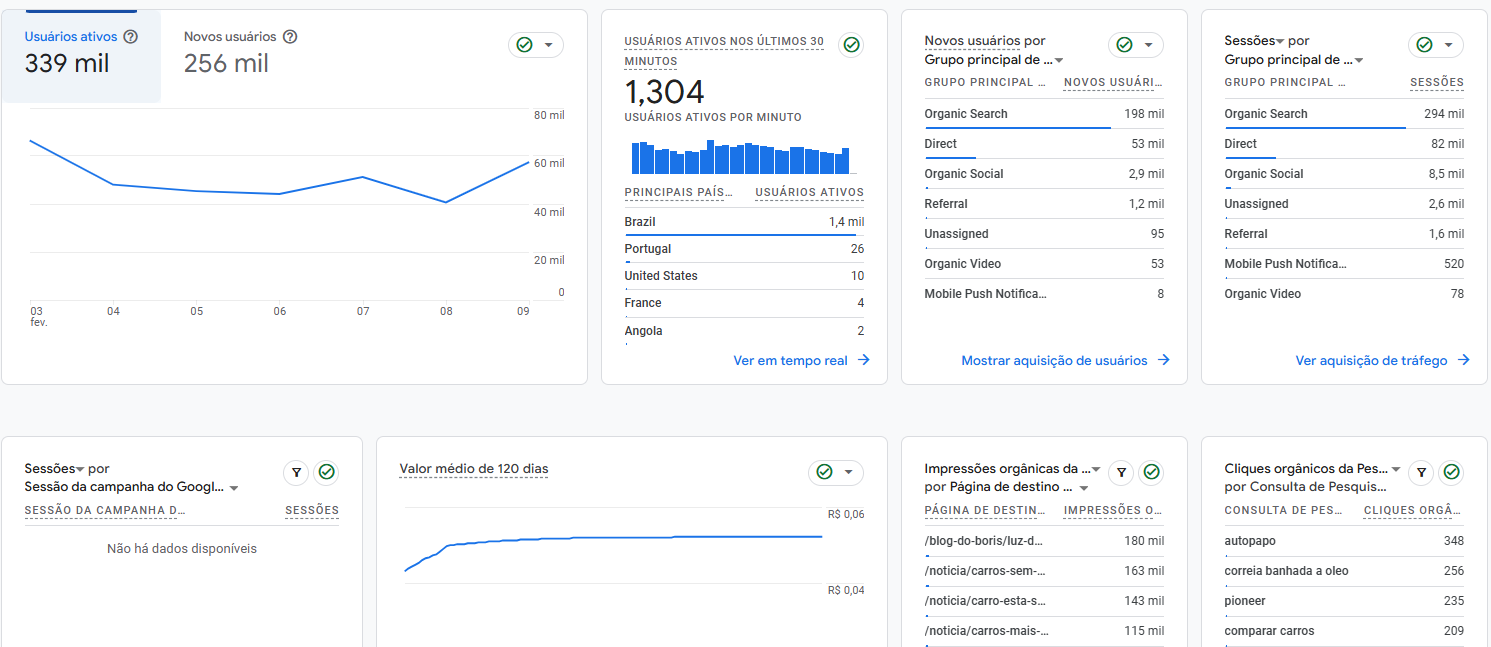 Usuários ativos
339 mil
Novos usuários
256 mil
80 mil
60 mil
40 mil
20 mil
0
03
fev.
04
05
06
07
08
09
USUÁRIOS ATIVOS NOS ÚLTIMOS 30
MINUTOS
1,304
USUÁRIOS ATIVOS POR MINUTO
PRINCIPAIS PAÍS… USUÁRIOS ATIVOS
Brazil 1,4 mil
Portugal 26
United States 10
France 4
Angola 2
Ver em tempo real
Novos usuários por
Grupo principal de …
GRUPO PRINCIPAL … NOVOS USUÁRI…
Organic Search 198 mil
Direct 53 mil
Organic Social 2,9 mil
Referral 1,2 mil
Unassigned 95
Organic Video 53
Mobile Push Notifica… 8
Mostrar aquisição de usuários
Sessões por
Grupo principal de …
GRUPO PRINCIPAL … SESSÕES
Organic Search 294 mil
Direct 82 mil
Organic Social 8,5 mil
Unassigned 2,6 mil
Referral 1,6 mil
Mobile Push Notifica… 520
Organic Video 78
Ver aquisição de tráfego
Sessões por
Sessão da campanha do Googl…
SESSÃO DA CAMPANHA D… SESSÕES
Não há dados disponíveis
Valor médio de 120 dias
R$ 0,06
R$ 0,04
Impressões orgânicas da …
por Página de destino …
PÁGINA DE DESTIN… IMPRESSÕES O…
/blog-do-boris/luz-d… 180 mil
/noticia/carros-sem-… 163 mil
/noticia/carro-esta-s… 143 mil
/noticia/carros-mais-… 115 mil
Cliques orgânicos da Pes…
por Consulta de Pesquis…
CONSULTA DE PES… CLIQUES ORGÂ…
autopapo 348
correia banhada a oleo 256
pioneer 235
comparar carros 209